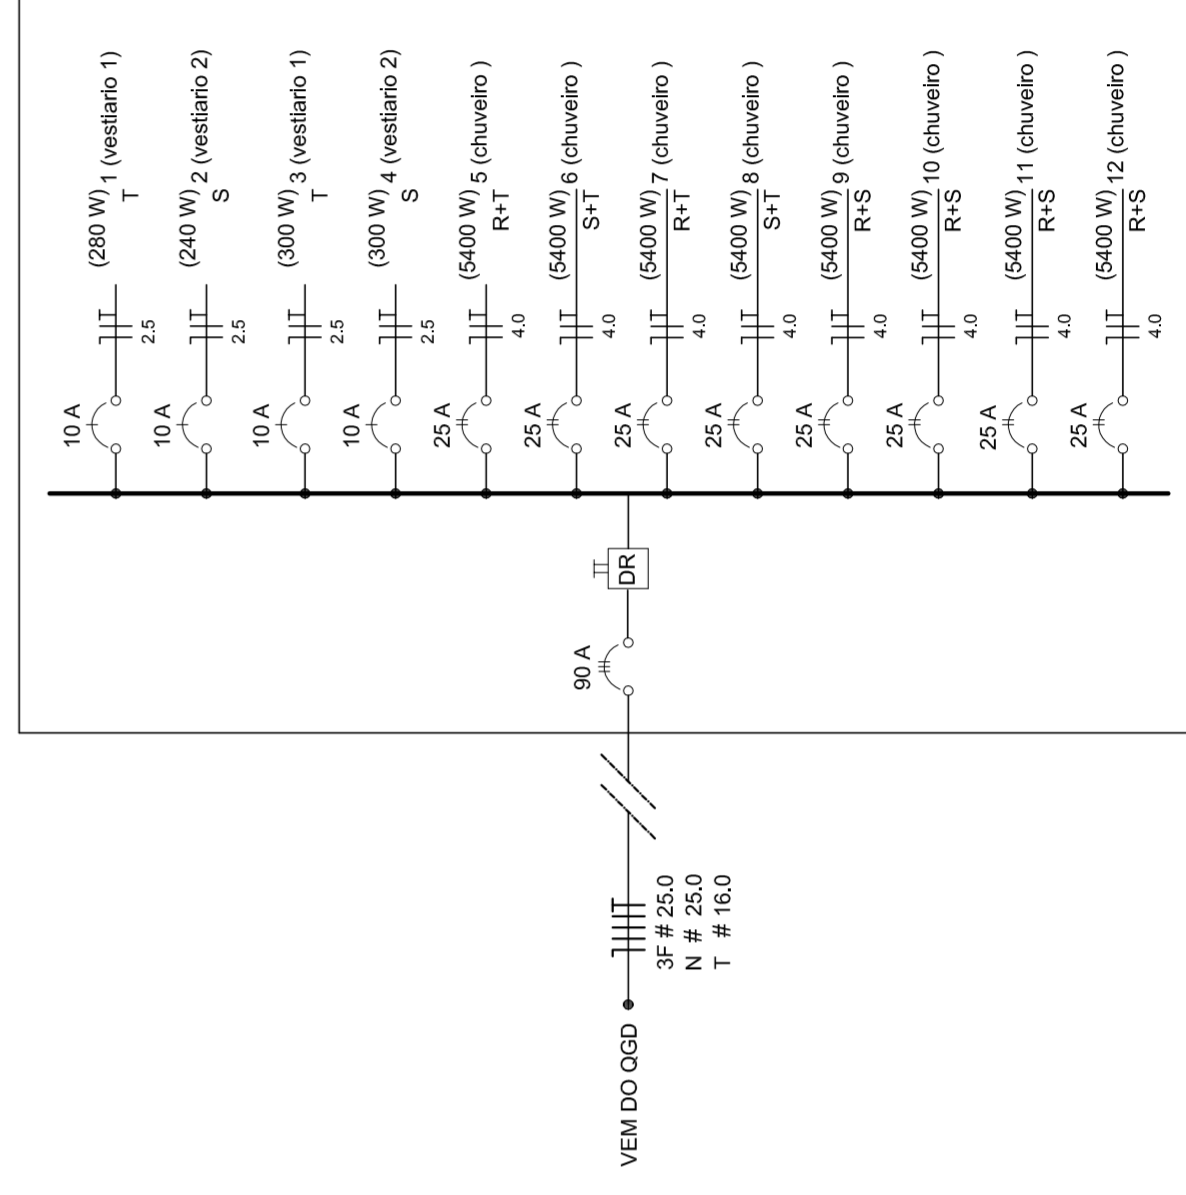 10 A
2.5
(280 W) 1 (vestiario 1)
T
10 A
2.5
(240 W) 2 (vestiario 2)
S
10 A
2.5
(300 W) 3 (vestiario 1)
T
10 A
2.5
(300 W) 4 (vestiario 2)
S
25 A
4.0
(5400 W) 5 (chuveiro )
R+T
25 A
4.0
(5400 W) 6 (chuveiro )
S+T
25 A
4.0
(5400 W) 7 (chuveiro )
R+T
25 A
4.0
(5400 W) 8 (chuveiro )
S+T
25 A
4.0
(5400 W) 9 (chuveiro )
R+S
25 A
4.0
(5400 W) 10 (chuveiro )
R+S
25 A
4.0
(5400 W) 11 (chuveiro )
R+S
25 A
4.0
(5400 W) 12 (chuveiro )
R+S
DR
90 A
3F # 25.0
N # 25.0
T # 16.0
VEM DO QGD